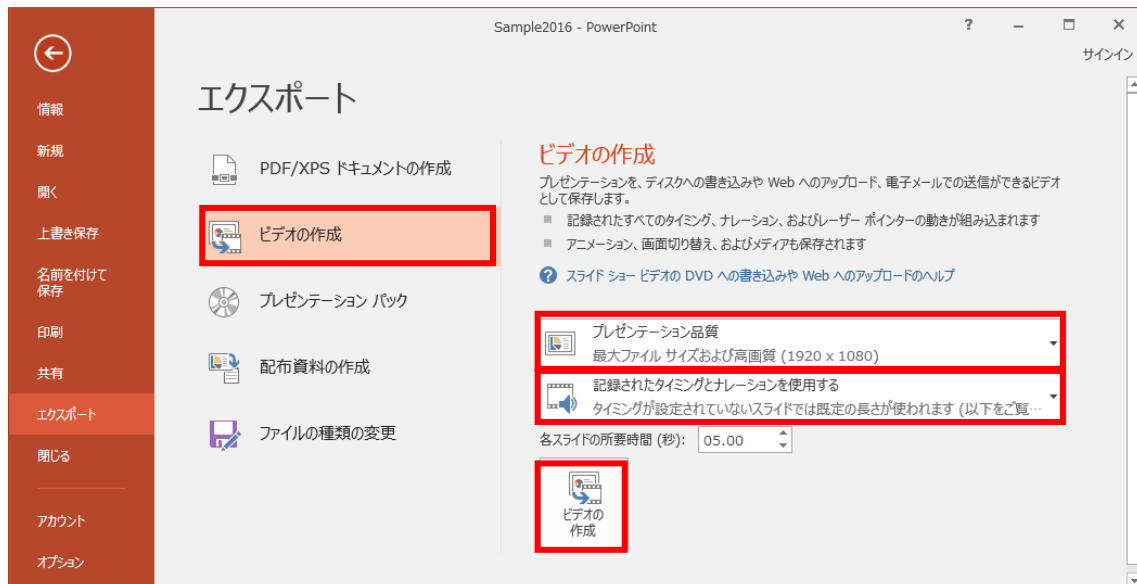 Sample2016 - PowerPoint
?
サインイン
情報
新規
開く
上書き保存
名前を付けて
保存
印刷
共有
エクスポート
閉じる
アカウント
オプション
エクスポート
PDF/XPS ドキュメントの作成
ビデオの作成
プレゼンテーション パック
配布資料の作成
ファイルの種類の変更
ビデオの作成
プレゼンテーションを、ディスクへの書き込みや Web へのアップロード、電子メールでの送信ができるビデオ
として保存します。
記録されたすべてのタイミング、ナレーション、およびレーザー ポインターの動きが組み込まれます
アニメーション、画面切り替え、およびメディアも保存されます
? スライド ショー ビデオの DVD への書き込みや Web へのアップロードのヘルプ
プレゼンテーション品質
最大ファイル サイズおよび高画質 (1920 x 1080)
記録されたタイミングとナレーションを使用する
タイミングが設定されていないスライドでは既定の長さが使われます (以下をご覧…
各スライドの所要時間 (秒): 05.00
ビデオの
作成